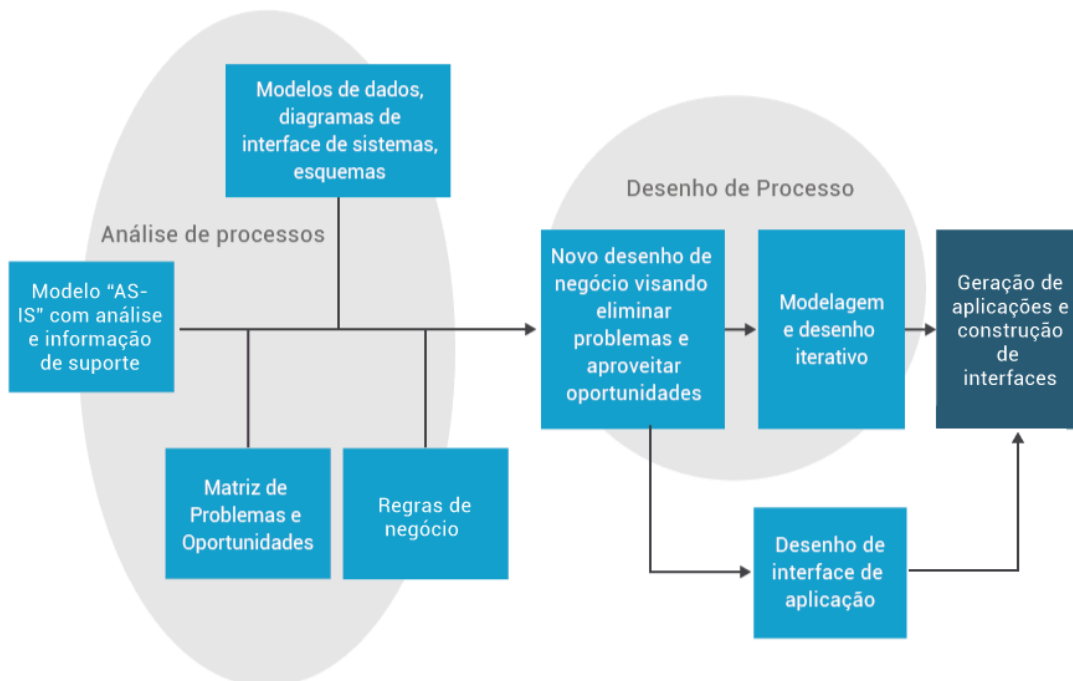 Modelos de dados,
diagramas de
interface de sistemas,
esquemas
Análise de processos
Modelo “AS-
IS” com análise
e informação
de suporte
Matriz de
Problemas e
Oportunidades
Regras de
negócio
Desenho de Processo
Novo desenho de
negócio visando
eliminar
problemas e
aproveitar
oportunidades
Modelagem
e desenho
iterativo
Geração de
aplicações e
construção
de
interfaces
Desenho de
interface de
aplicação